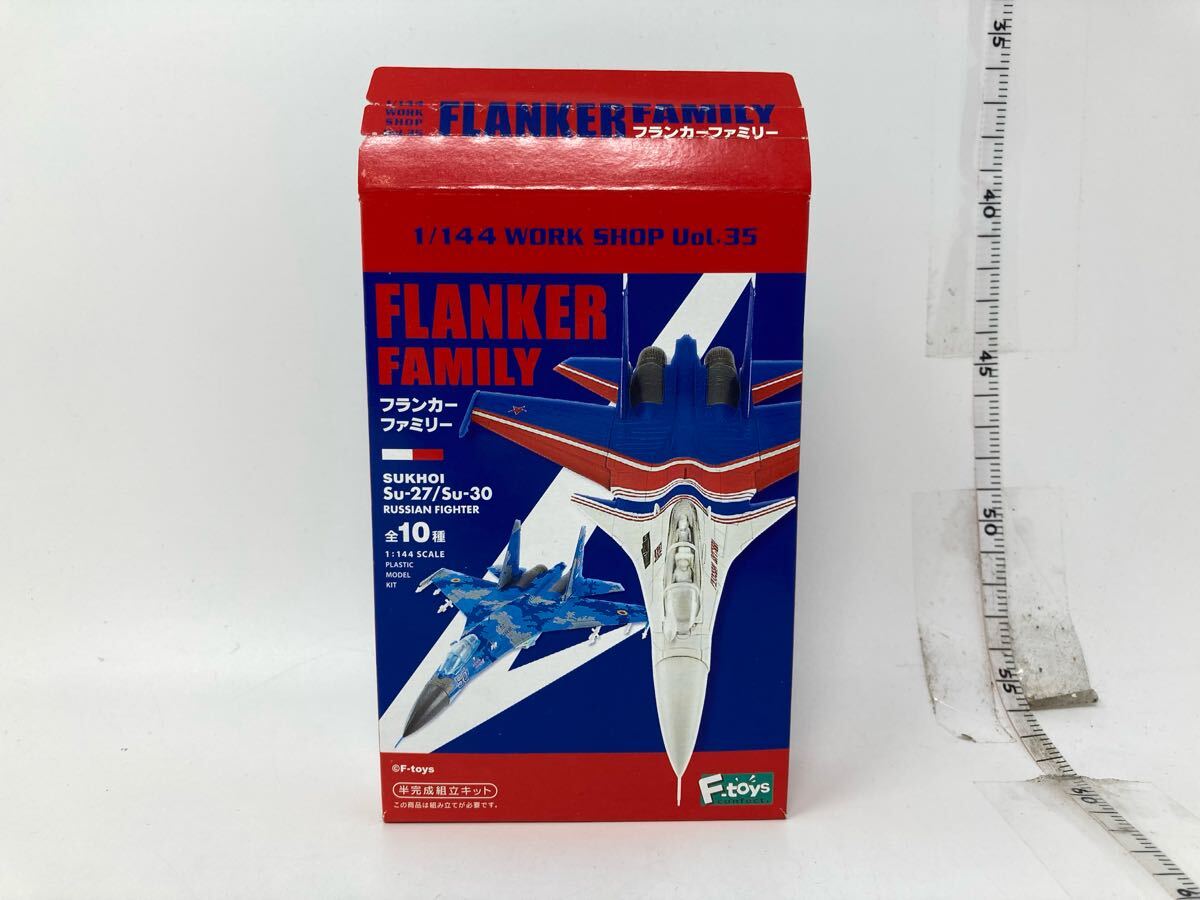 1/144
WORK
SHOP
Vol.35
FLANKER FAMILY
フランカーファミリー
1/144 WORK SHOP Vol.35
FLANKER
FAMILY
フランカー
ファミリー
SUKHOI
Su-27/Su-30
RUSSIAN FIGHTER
全10種
1:144 SCALE
PLASTIC
MODEL
KIT
©F-toys
半完成組立キット
この商品は組み立てが必要です。
F-toys
confect.
35
40
45
50
55